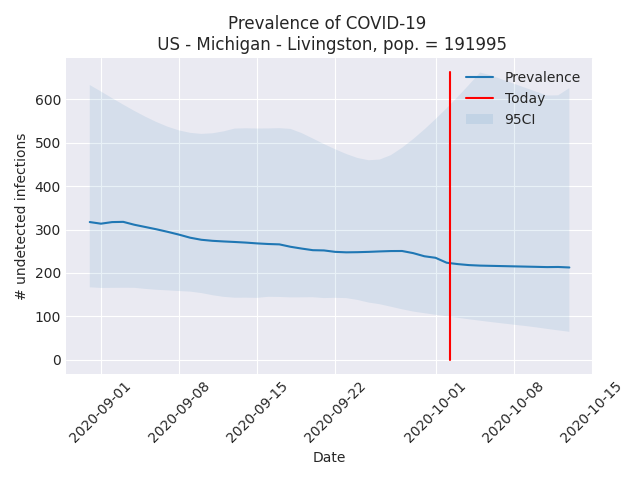 Prevalence of COVID-19
US - Michigan - Livingston, pop. = 191995
Prevalence
Today
95CI
# undetected infections
600
500
400
300
200
100
0
2020-09-01
2020-09-08
2020-09-15
2020-09-22
2020-10-01
2020-10-08
2020-10-15
Date